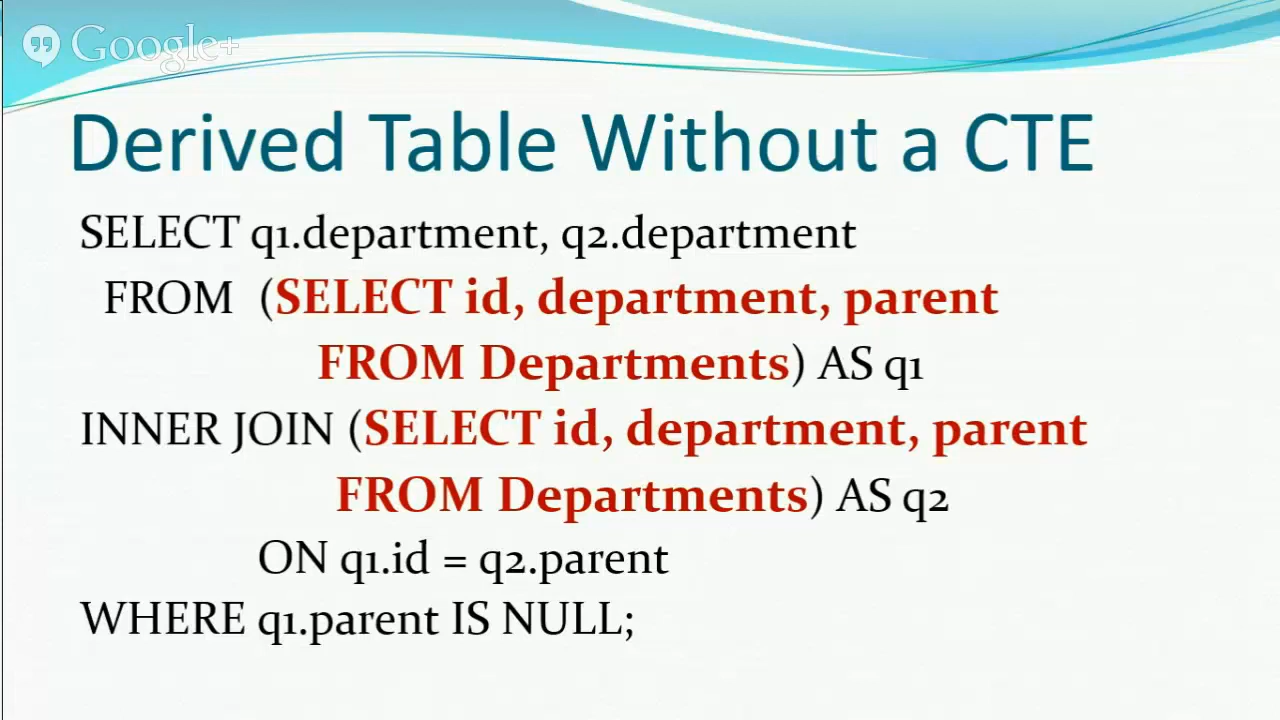 Google+
Derived Table Without a CTE
SELECT q1.department, q2.department
FROM (SELECT id, department, parent
FROM Departments) AS q1
INNER JOIN (SELECT id, department, parent
FROM Departments) AS q2
ON q1.id = q2.parent
WHERE q1.parent IS NULL;